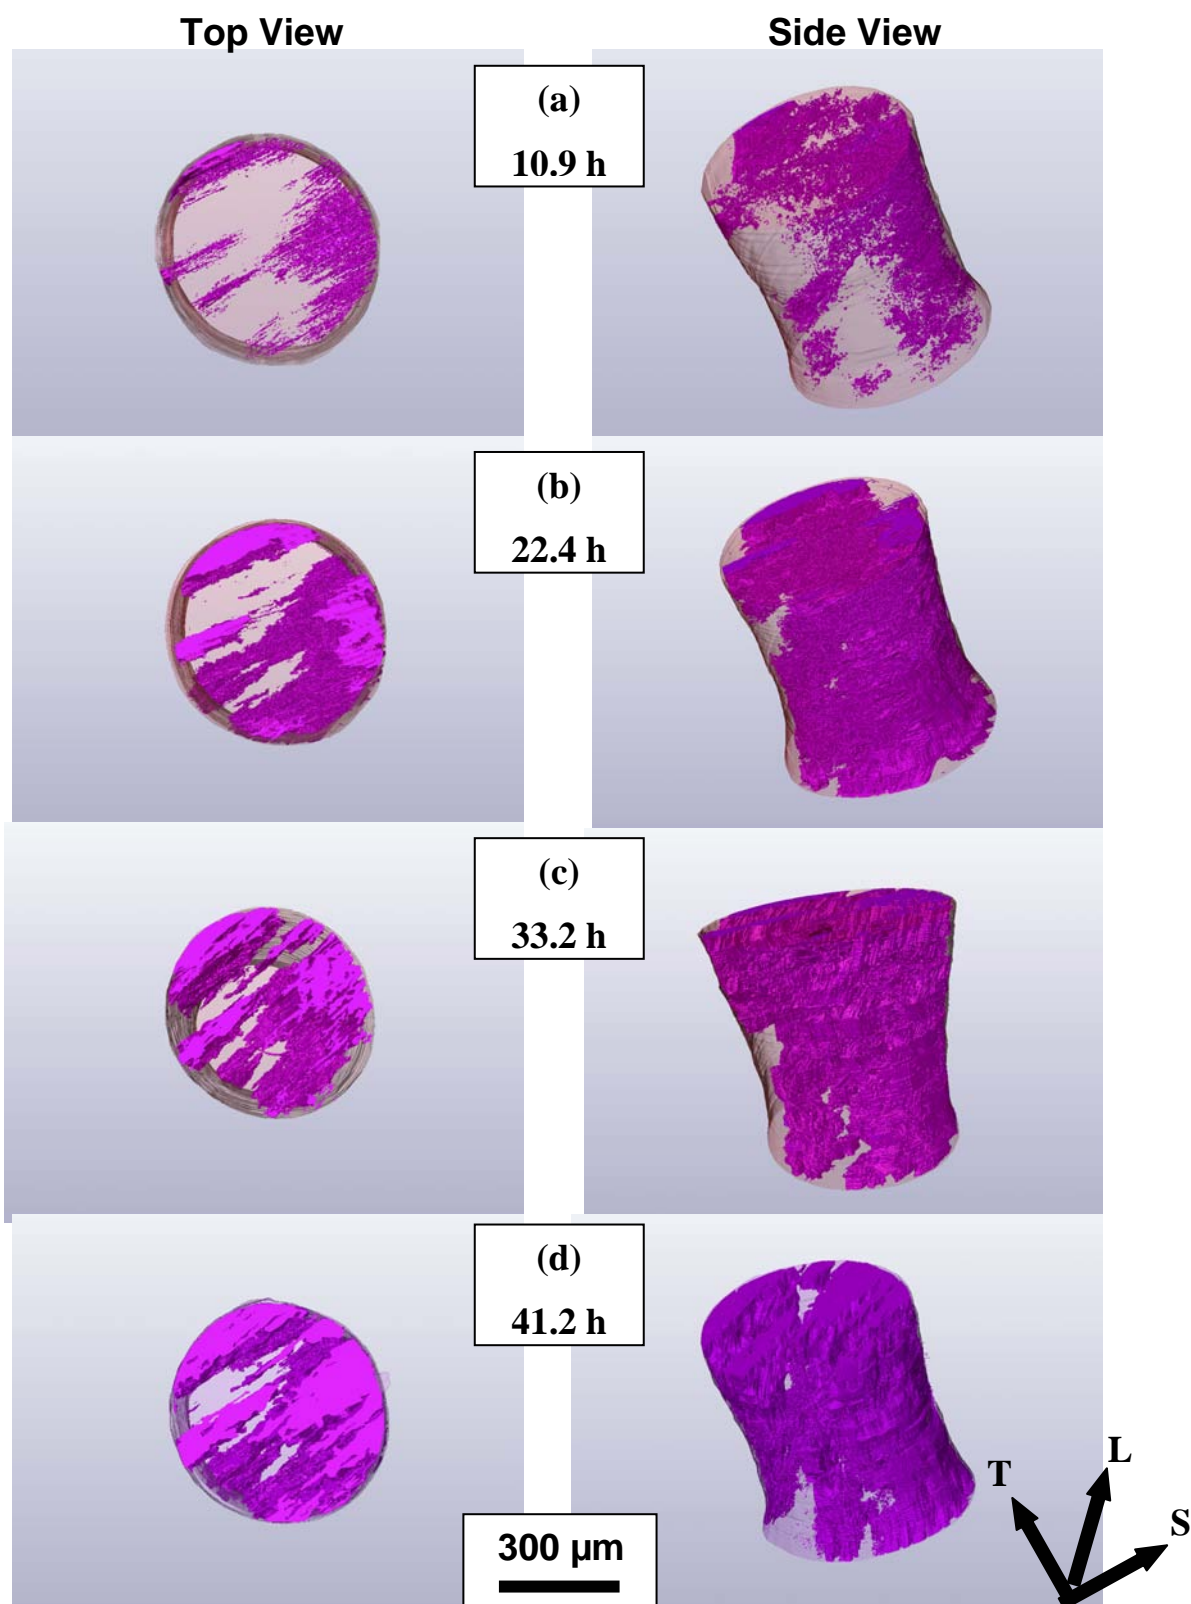 Top View
Side View
(a)
10.9 h
(b)
22.4 h
(c)
33.2 h
(d)
41.2 h
300 µm
T
L
S